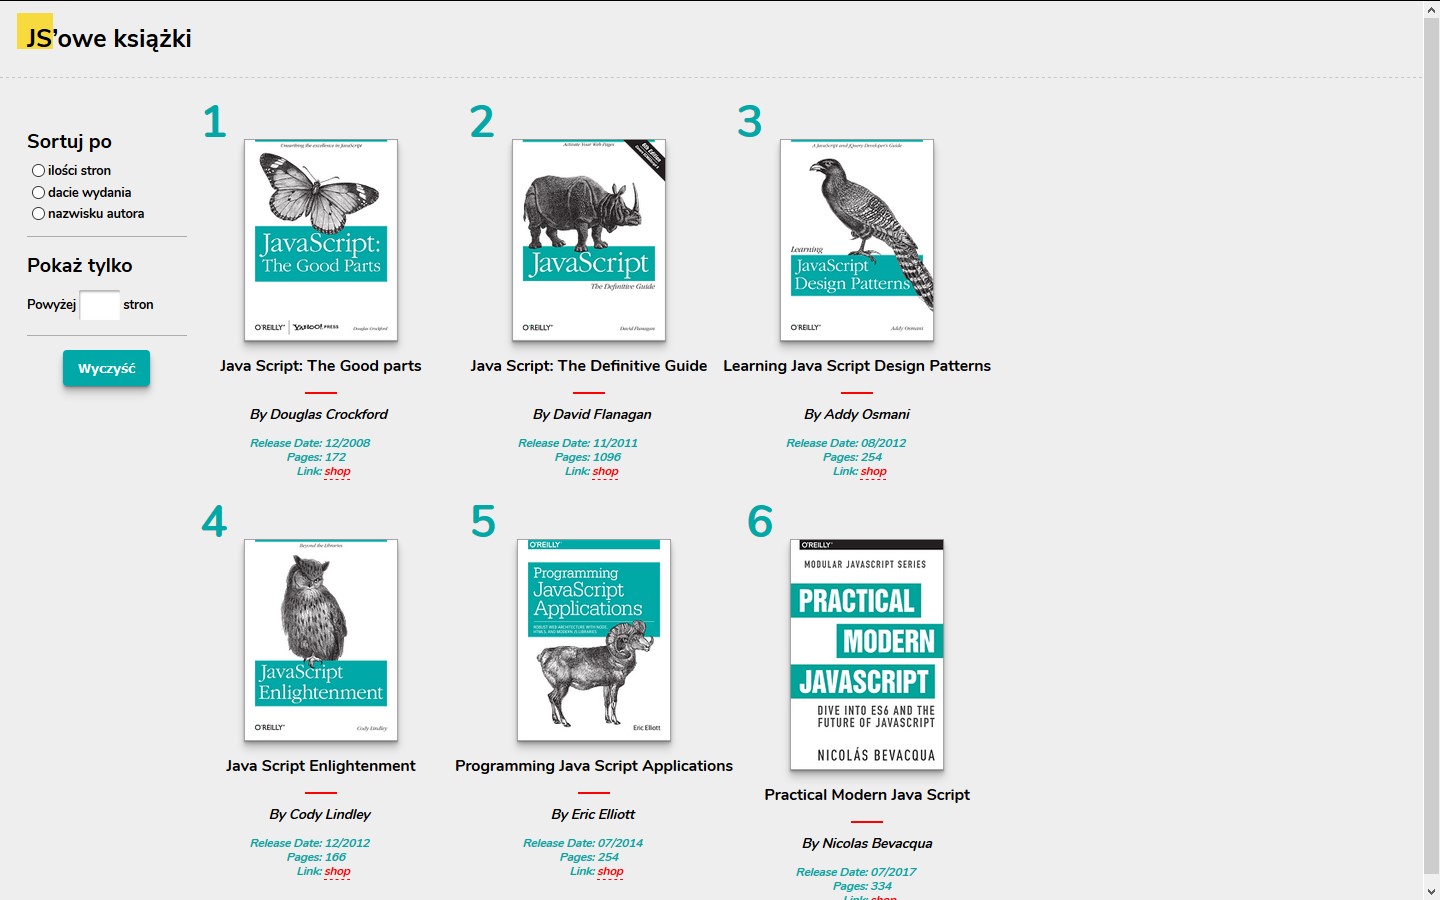 JS’owe książki
Sortuj po
ilości stron
dacie wydania
nazwisku autora
Pokaż tylko
Powyżej stron
Wyczyść
1
Unearthing the excellence in JavaScript
JavaScript:
The Good Parts
O'REILLY® YAHOO! PRESS Douglas Crockford
Java Script: The Good parts
By Douglas Crockford
Release Date: 12/2008
Pages: 172
Link: shop
2
Activate Your Web Pages
6th Edition
JavaScript
The Definitive Guide
O'REILLY® David Flanagan
Java Script: The Definitive Guide
By David Flanagan
Release Date: 11/2011
Pages: 1096
Link: shop
3
A JavaScript and jQuery Developer's Guide
Learning
JavaScript
Design Patterns
O'REILLY® Addy Osmani
Learning Java Script Design Patterns
By Addy Osmani
Release Date: 08/2012
Pages: 254
Link: shop
4
Beyond the Libraries
JavaScript
Enlightenment
O'REILLY® Cody Lindley
Java Script Enlightenment
By Cody Lindley
Release Date: 12/2012
Pages: 166
Link: shop
5
O'REILLY®
Programming
JavaScript
Applications
ROBUST WEB ARCHITECTURE WITH NODE,
HTML5, AND MODERN JS LIBRARIES
Eric Elliott
Programming Java Script Applications
By Eric Elliott
Release Date: 07/2014
Pages: 254
Link: shop
6
O'REILLY®
MODULAR JAVASCRIPT SERIES
PRACTICAL
MODERN
JAVASCRIPT
DIVE INTO ES6 AND THE
FUTURE OF JAVASCRIPT
NICOLÁS BEVACQUA
Practical Modern Java Script
By Nicolas Bevacqua
Release Date: 07/2017
Pages: 334
Link: shop